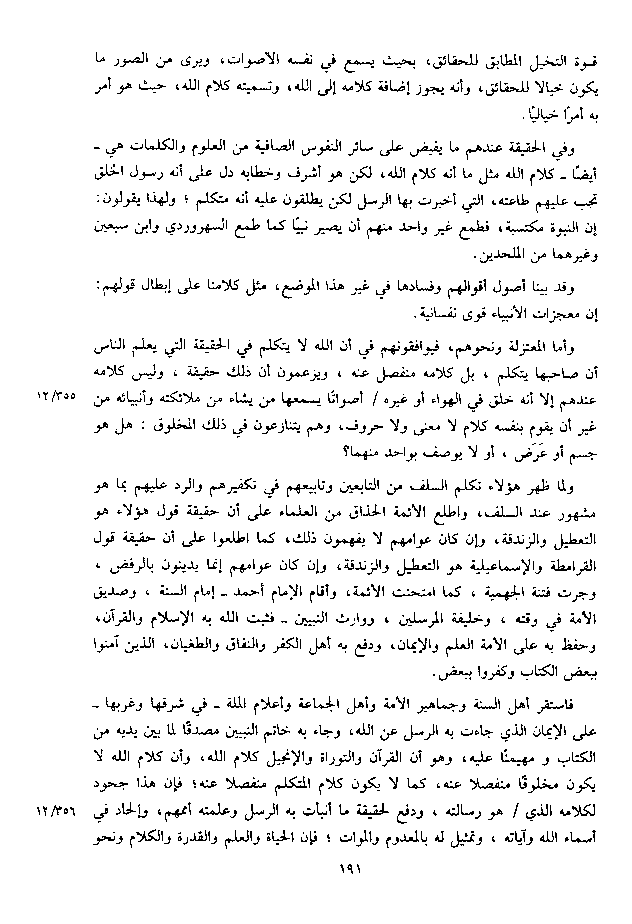 قـوة التخيل المطابق للحقائق، بحيث يسمع في نفسه الأصوات، ويرى من الصور ما
يكون خيالا للحقائق، وأنه يجوز إضافة كلامه إلى الله، وتسميته كلام الله، حيث هو أمر
به أمرًا خياليًا.
وفي الحقيقة عندهم ما يفيض على سائر النفوس الصافية من العلوم والكلمات هي ـ
أيضًا ـ كلام الله مثل ما أنه كلام الله، لكن هو أشرف وخطابه دل على أنه رسول الخلق
تجب عليهم طاعته، التي أخبرت بها الرسل لكن يطلقون عليه أنه متكلم ؛ ولهذا يقولون:
إن النبوة مكتسبة، فطمع غير واحد منهم أن يصير نبيًا كما طمع السهروردي وابن سبعين
وغيرهما من الملحدين.
وقد بينا أصول أقوالهم وفسادها في غير هذا الموضع، مثل كلامنا على إبطال قولهم:
إن معجزات الأنبياء قوى نفسانية.
وأما المعتزلة ونحوهم، فيوافقونهم في أن الله لا يتكلم في الحقيقة التي يعلم الناس
أن صاحبها يتكلم ، بل كلامه منفصل عنه ، ويزعمون أن ذلك حقيقة ، وليس كلامه
عندهم إلا أنه خلق في الهواء أو غيره / أصواتًا يسمعها من يشاء من ملائكته وأنبيائه من ١٢/٣٥٥
غير أن يقوم بنفسه كلام لا معنى ولا حروف، وهم يتنازعون في ذلك المخلوق : هل هو
جسم أو عَرَض ، أو لا يوصف بواحد منهما؟
ولما ظهر هؤلاء تكلم السلف من التابعين وتابيعهم في تكفيرهم والرد عليهم بما هو
مشهور عند السلف، واطلع الأئمة الحذاق من العلماء على أن حقيقة قول هؤلاء هو
التعطيل والزندقة، وإن كان عوامهم لا يفهمون ذلك، كما اطلعوا على أن حقيقة قول
القرامطة والإسماعيلية هو التعطيل والزندقة، وإن كان عوامهم إنما يدينون بالرفض ،
وجرت فتنة الجهمية ، كما امتحنت الأئمة، وأقام الإمام أحمد ـ إمام السنة ، وصديق
الأمة في وقته ، وخليفة المرسلين ، ووارث النبيين ـ فثبت الله به الإسلام والقرآن،
وحفظ به على الأمة العلم والإيمان، ودفع به أهل الكفر والنفاق والطغيان، الذين آمنوا
ببعض الكتاب وكفروا ببعض.
فاستقر أهل السنة وجماهير الأمة وأهل الجماعة وأعلام الملة ـ في شرقها وغربها ـ
على الإيمان الذي جاءت به الرسل عن الله، وجاء به خاتم النبيين مصدقًا لما بين يديه من
الكتاب و مهيمنًا عليه، وهو أن القرآن والتوراة والإنجيل كلام الله، وأن كلام الله لا
يكون مخلوقًا منفصلا عنه، كما لا يكون كلام المتكلم منفصلا عنه؛ فإن هذا جحود
لكلامه الذي / هو رسالته ، ودفع لحقيقة ما أنبأت به الرسل وعلمته أممهم، وإلحاد في ١٢/٣٥٦
أسماء الله وآياته ، وتمثيل له بالمعدوم والموات ؛ فإن الحياة والعلم والقدرة والكلام ونحو
١٩١